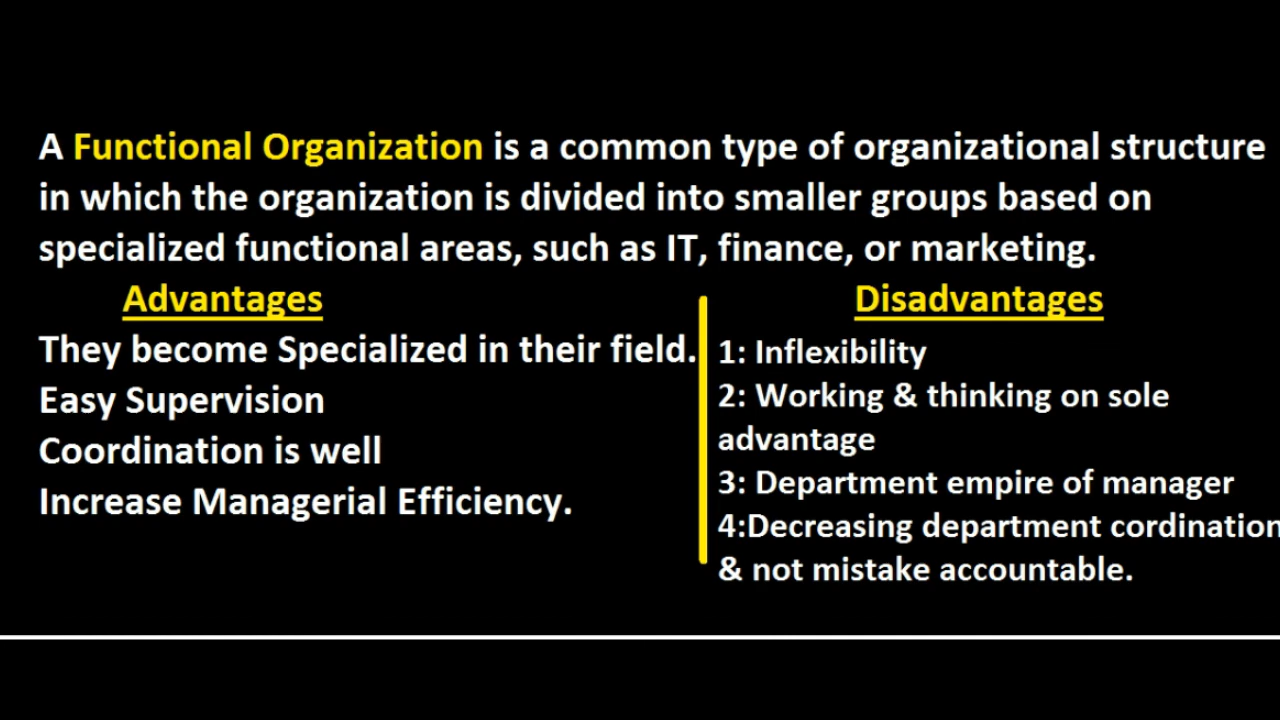 A Functional Organization is a common type of organizational structure
in which the organization is divided into smaller groups based on
specialized functional areas, such as IT, finance, or marketing.
Advantages
They become Specialized in their field.
Easy Supervision
Coordination is well
Increase Managerial Efficiency.
Disadvantages
1: Inflexibility
2: Working & thinking on sole
advantage
3: Department empire of manager
4:Decreasing department cordination
& not mistake accountable.